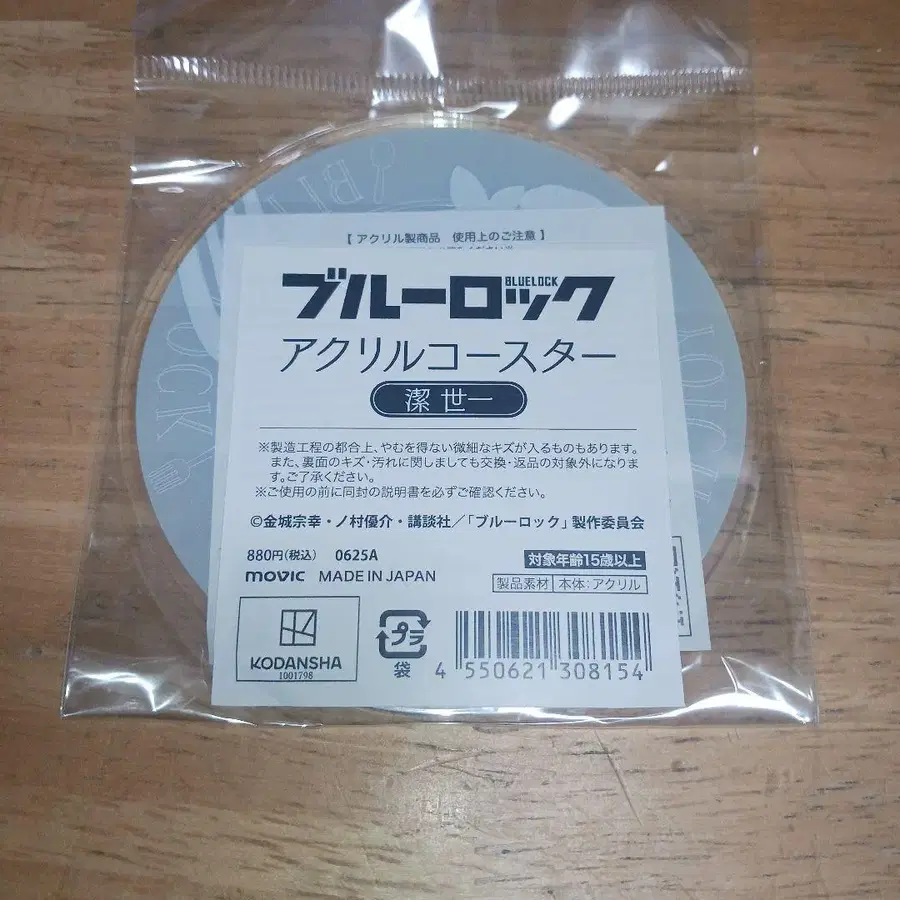 【 アクリル製商品　使用上のご注意 】
BLUELOCK
ブルーロック
アクリルコースター
潔 世一
※製造工程の都合上、やむを得ない微細なキズが入るものもあります。
また、裏面のキズ・汚れに関しましても交換・返品の対象外になりま
す。ご了承ください。
※ご使用の前に同封の説明書を必ずご確認ください。
©金城宗幸・ノ村優介・講談社／「ブルーロック」製作委員会
880円(税込)　0625A
対象年齢15歳以上
movic MADE IN JAPAN
製品素材 本体：アクリル
KODANSHA
1001798
プラ
袋
4 550621 308154
OCK